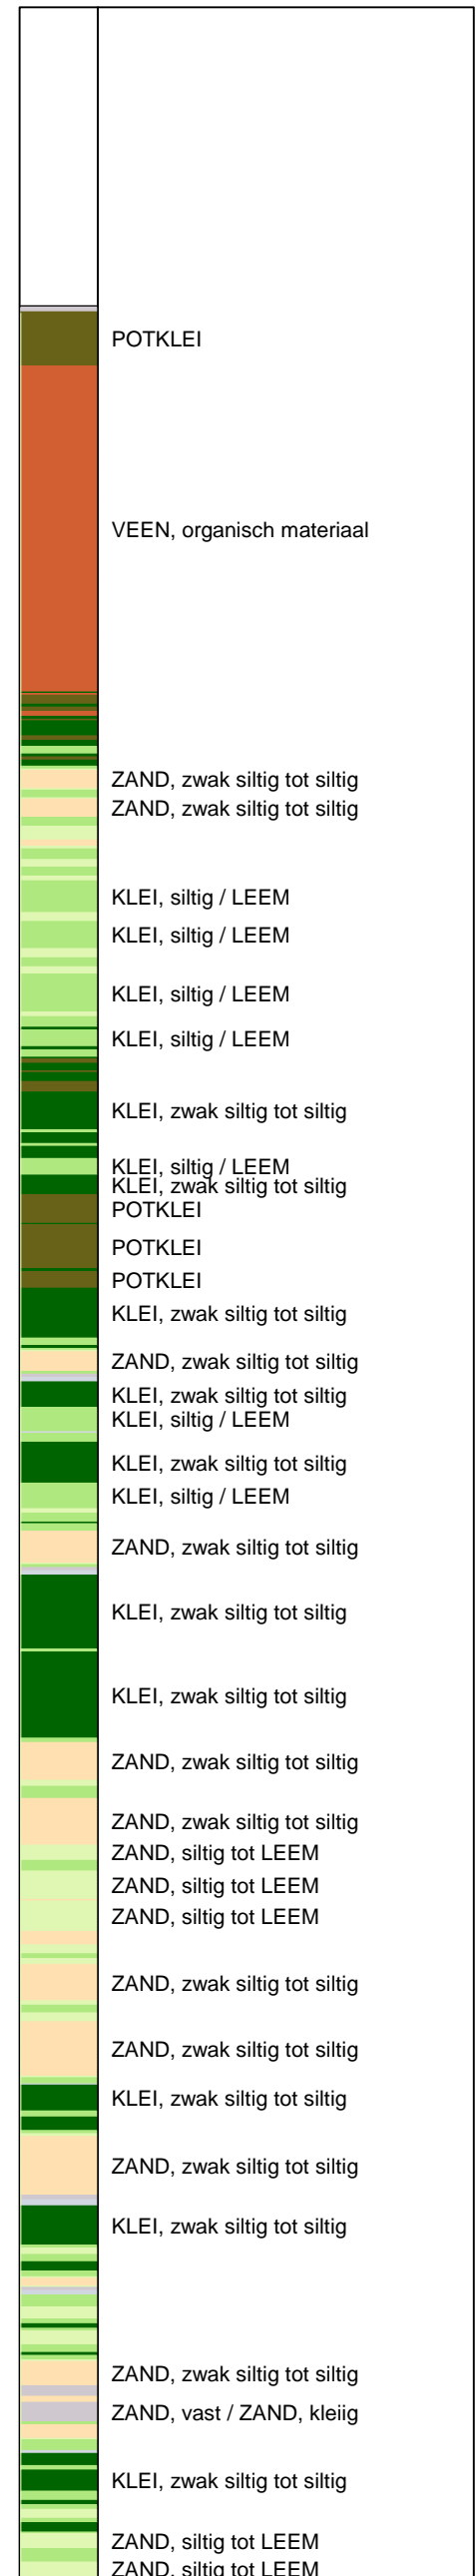 POTKLEI
VEEN, organisch materiaal
ZAND, zwak siltig tot siltig
ZAND, zwak siltig tot siltig
KLEI, siltig / LEEM
KLEI, siltig / LEEM
KLEI, siltig / LEEM
KLEI, siltig / LEEM
KLEI, zwak siltig tot siltig
KLEI, siltig / LEEM
KLEI, zwak siltig tot siltig
POTKLEI
POTKLEI
POTKLEI
KLEI, zwak siltig tot siltig
ZAND, zwak siltig tot siltig
KLEI, zwak siltig tot siltig
KLEI, siltig / LEEM
KLEI, zwak siltig tot siltig
KLEI, siltig / LEEM
ZAND, zwak siltig tot siltig
KLEI, zwak siltig tot siltig
KLEI, zwak siltig tot siltig
ZAND, zwak siltig tot siltig
ZAND, zwak siltig tot siltig
ZAND, siltig tot LEEM
ZAND, siltig tot LEEM
ZAND, siltig tot LEEM
ZAND, zwak siltig tot siltig
ZAND, zwak siltig tot siltig
KLEI, zwak siltig tot siltig
ZAND, zwak siltig tot siltig
KLEI, zwak siltig tot siltig
ZAND, zwak siltig tot siltig
ZAND, vast / ZAND, kleiig
KLEI, zwak siltig tot siltig
ZAND, siltig tot LEEM
ZAND, siltig tot LEEM